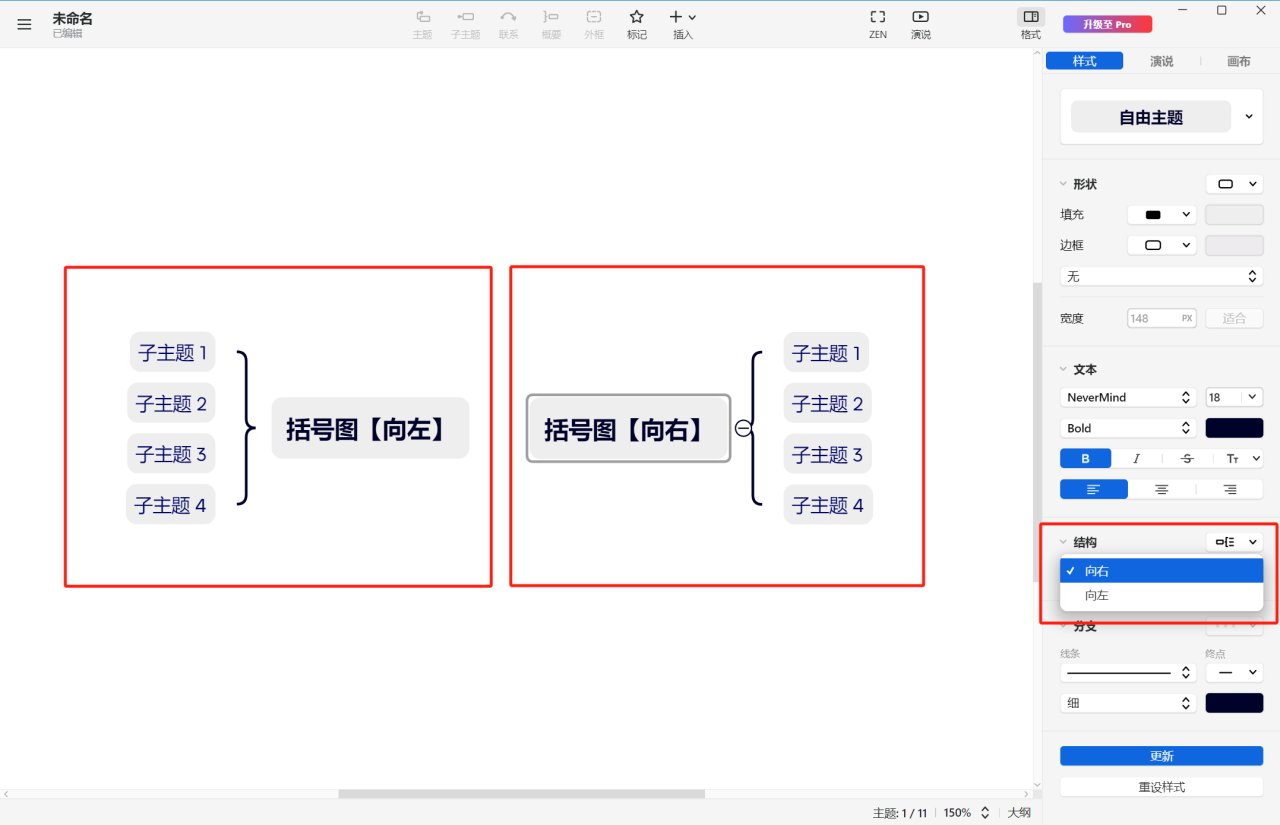 未命名
已编辑
主题
子主题
联系
概要
外框
标记
插入
ZEN
演说
格式
升级至 Pro
样式
演说
画布
自由主题
形状
填充
边框
无
宽度
148 PX
适合
文本
NeverMind
18
Bold
B
I
S
Tт
结构
向右
向左
分支
线条
终点
细
更新
重设样式
子主题 1
子主题 2
子主题 3
子主题 4
括号图【向左】
括号图【向右】
子主题 1
子主题 2
子主题 3
子主题 4
主题: 1 / 11
150%
大纲